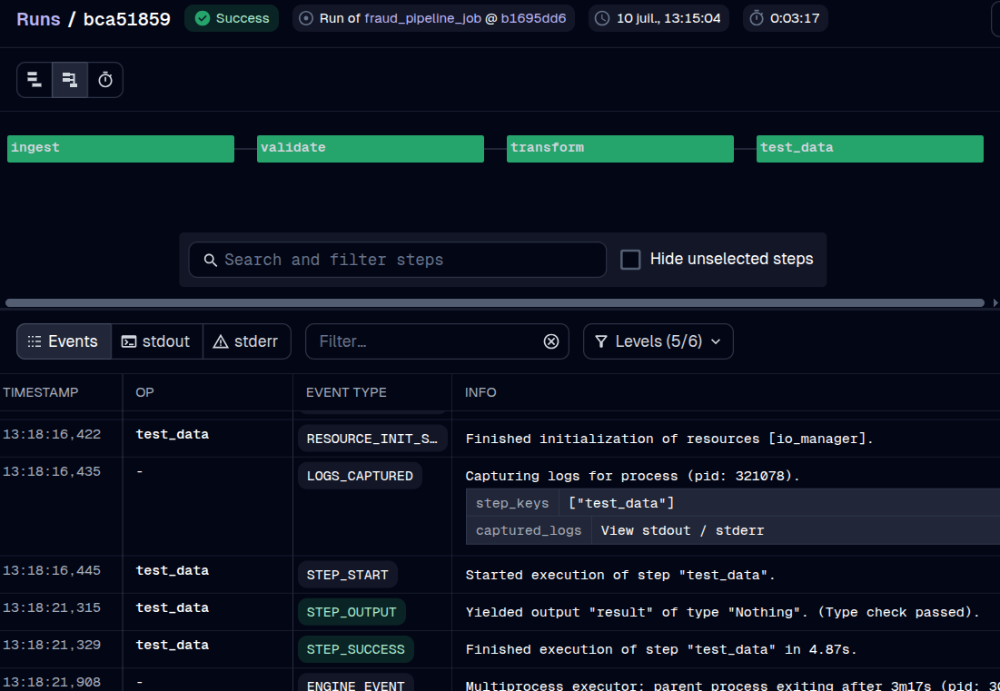 Runs / bca51859 Success Run of fraud_pipeline_job @ b1695dd6 10 juil., 13:15:04 0:03:17
ingest validate transform test_data
Search and filter steps Hide unselected steps
Events stdout stderr Filter... Levels (5/6)
TIMESTAMP OP EVENT TYPE INFO
13:18:16,422 test_data RESOURCE_INIT_S… Finished initialization of resources [io_manager].
13:18:16,435 - LOGS_CAPTURED Capturing logs for process (pid: 321078).
step_keys ["test_data"]
captured_logs View stdout / stderr
13:18:16,445 test_data STEP_START Started execution of step "test_data".
13:18:21,315 test_data STEP_OUTPUT Yielded output "result" of type "Nothing". (Type check passed).
13:18:21,329 test_data STEP_SUCCESS Finished execution of step "test_data" in 4.87s.
13:18:21,908 - ENGINE_EVENT Multiprocess executor: parent process exiting after 3m17s (pid: